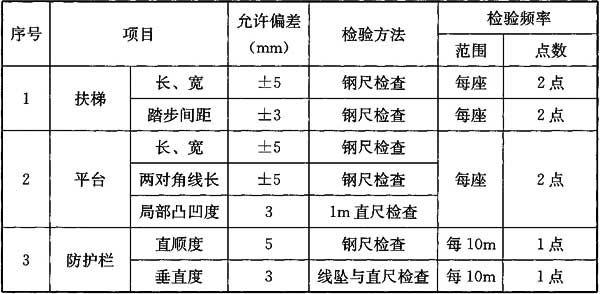 序号 项目 允许偏差（mm） 检验方法 检验频率
范围 点数
1 扶梯 长、宽 ±5 钢尺检查 每座 2点
踏步间距 ±3 钢尺检查 每座 2点
2 平台 长、宽 ±5 钢尺检查 每座 2点
两对角线长 ±5 钢尺检查
局部凸凹度 3 1m直尺检查
3 防护栏 直顺度 5 钢尺检查 每10m 1点
垂直度 3 线坠与直尺检查 每10m 1点